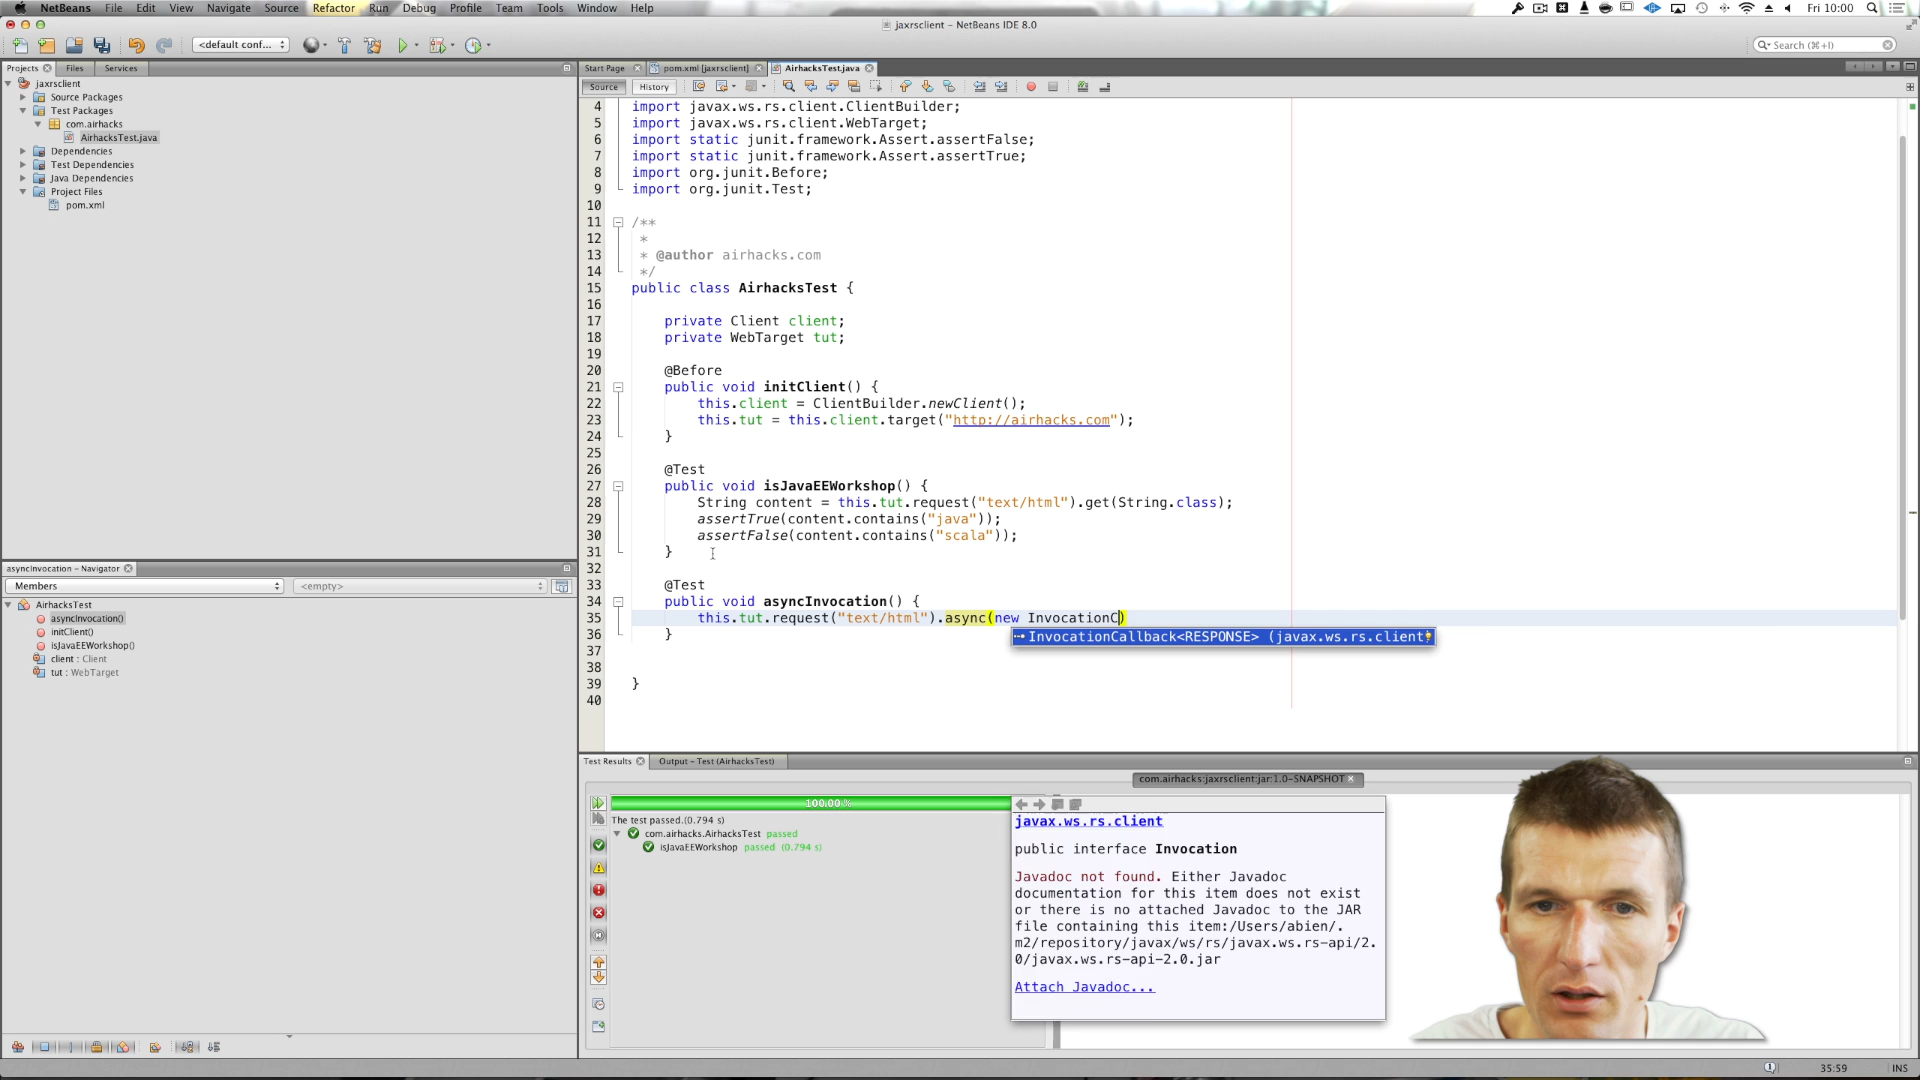 NetBeans File Edit View Navigate Source Refactor Run Debug Profile Team Tools Window Help Fri 10:00
jaxrsclient – NetBeans IDE 8.0
<default conf... Search (⌘+I)
Projects Files Services
jaxrsclient
Source Packages
Test Packages
com.airhacks
AirhacksTest.java
Dependencies
Test Dependencies
Java Dependencies
Project Files
pom.xml
asyncInvocation – Navigator
Members <empty>
AirhacksTest
asyncInvocation()
initClient()
isJavaEEWorkshop()
client : Client
tut : WebTarget
Start Page pom.xml [jaxrsclient] AirhacksTest.java
Source History
4 import javax.ws.rs.client.ClientBuilder;
5 import javax.ws.rs.client.WebTarget;
6 import static junit.framework.Assert.assertFalse;
7 import static junit.framework.Assert.assertTrue;
8 import org.junit.Before;
9 import org.junit.Test;
10
11 /**
12 *
13 * @author airhacks.com
14 */
15 public class AirhacksTest {
16
17 private Client client;
18 private WebTarget tut;
19
20 @Before
21 public void initClient() {
22 this.client = ClientBuilder.newClient();
23 this.tut = this.client.target("http://airhacks.com");
24 }
25
26 @Test
27 public void isJavaEEWorkshop() {
28 String content = this.tut.request("text/html").get(String.class);
29 assertTrue(content.contains("java"));
30 assertFalse(content.contains("scala"));
31 }
32
33 @Test
34 public void asyncInvocation() {
35 this.tut.request("text/html").async(new InvocationC)
InvocationCallback<RESPONSE> (javax.ws.rs.client)
36 }
37
38
39 }
40
Test Results Output – Test (AirhacksTest)
com.airhacks:jaxrsclient:jar:1.0-SNAPSHOT
100.00 %
The test passed.(0.794 s)
com.airhacks.AirhacksTest passed
isJavaEEWorkshop passed (0.794 s)
javax.ws.rs.client
public interface Invocation
Javadoc not found. Either Javadoc
documentation for this item does not exist
or there is no attached Javadoc to the JAR
file containing this item:/Users/abien/.
m2/repository/javax/ws/rs/javax.ws.rs-api/2.
0/javax.ws.rs-api-2.0.jar
Attach Javadoc...
35:59 INS